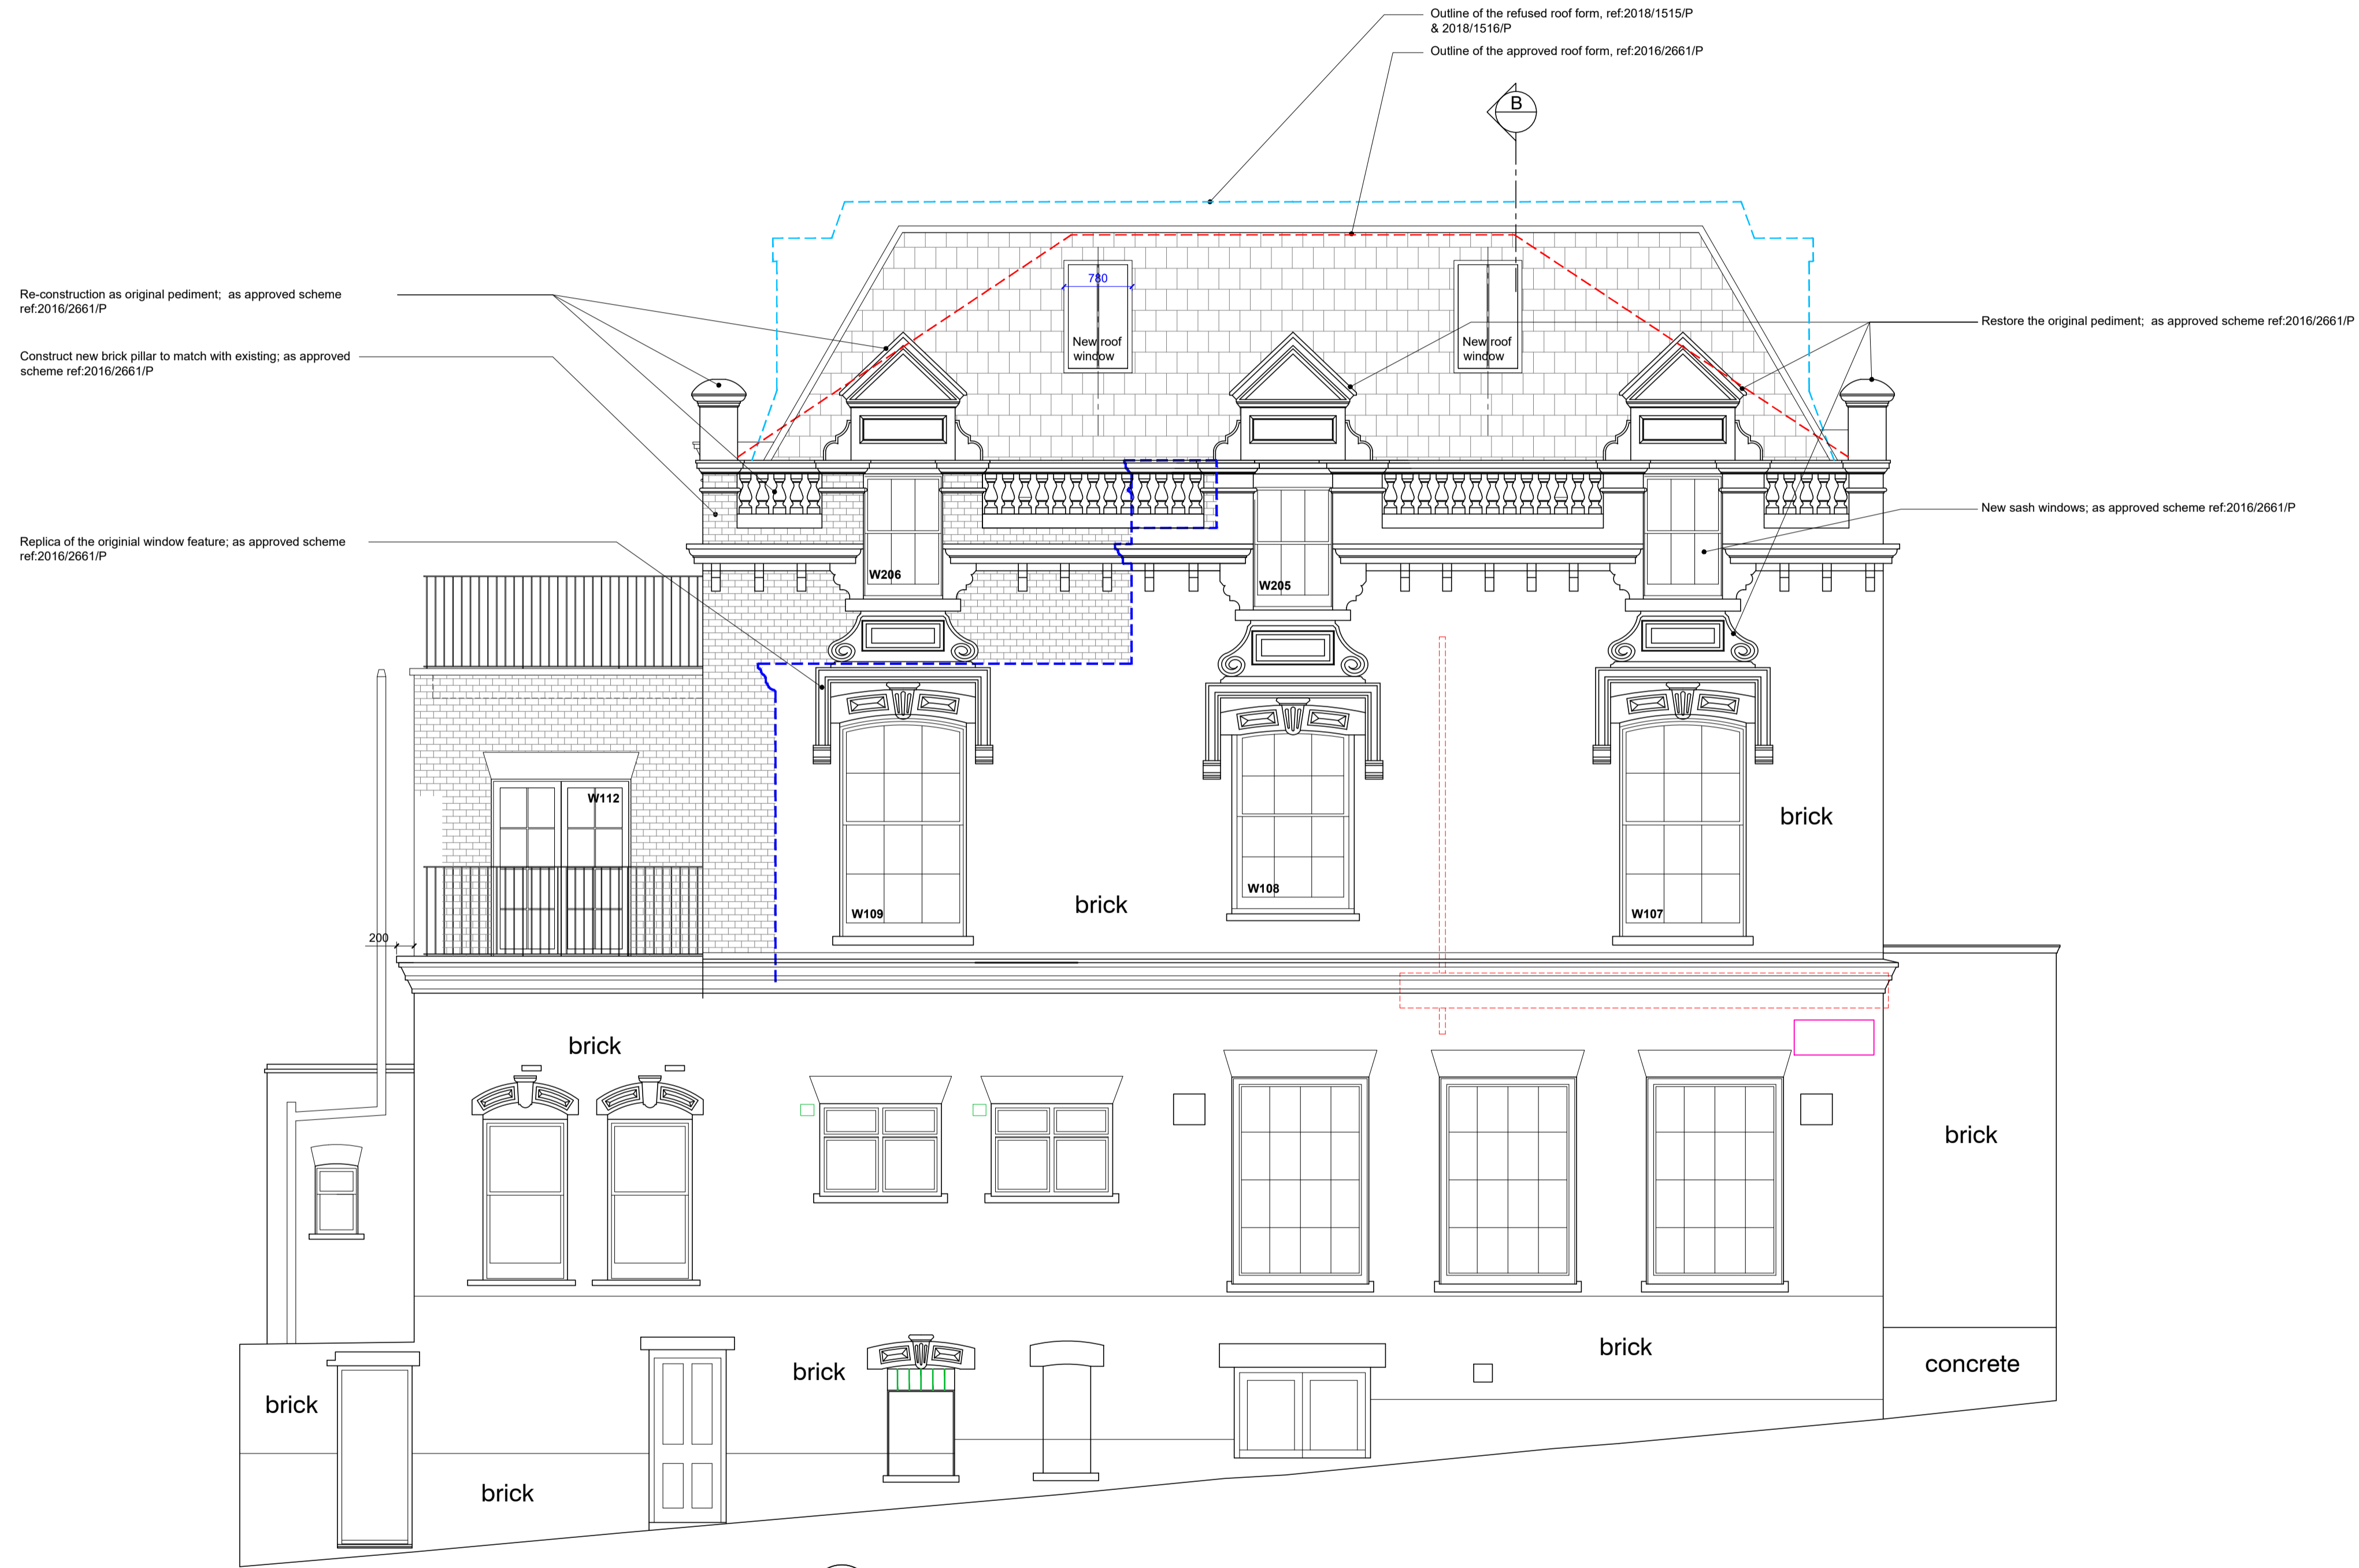 Outline of the refused roof form, ref:2018/1515/P
& 2018/1516/P
Outline of the approved roof form, ref:2016/2661/P
B
Re-construction as original pediment;  as approved scheme
ref:2016/2661/P
780
Restore the original pediment;  as approved scheme ref:2016/2661/P
Construct new brick pillar to match with existing; as approved
scheme ref:2016/2661/P
New roof
window
New roof
window
New sash windows; as approved scheme ref:2016/2661/P
Replica of the originial window feature; as approved scheme
ref:2016/2661/P
W206
W205
W112
brick
W108
brick
W109
W107
200
brick
brick
brick
concrete
brick
brick
brick